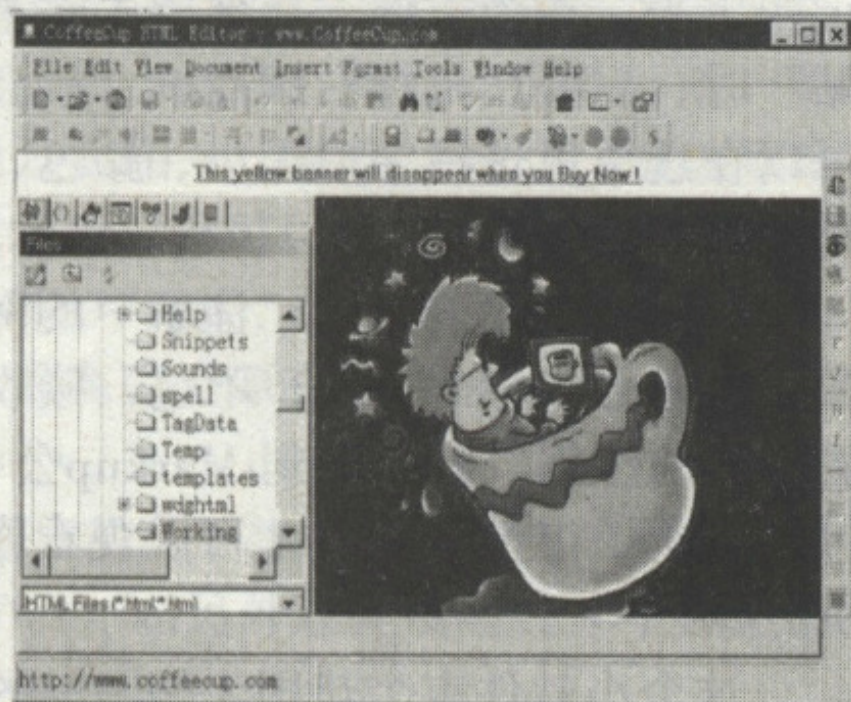 CoffeeCup HTML Editor - www.CoffeeCup.com
File Edit View Document Insert Format Tools Window Help
This yellow banner will disappear when you Buy Now!
Files
Help
Snippets
Sounds
spell
TagData
Temp
templates
wdghtml
Working
HTML Files (*.html;*.htm)
http://www.coffeecup.com